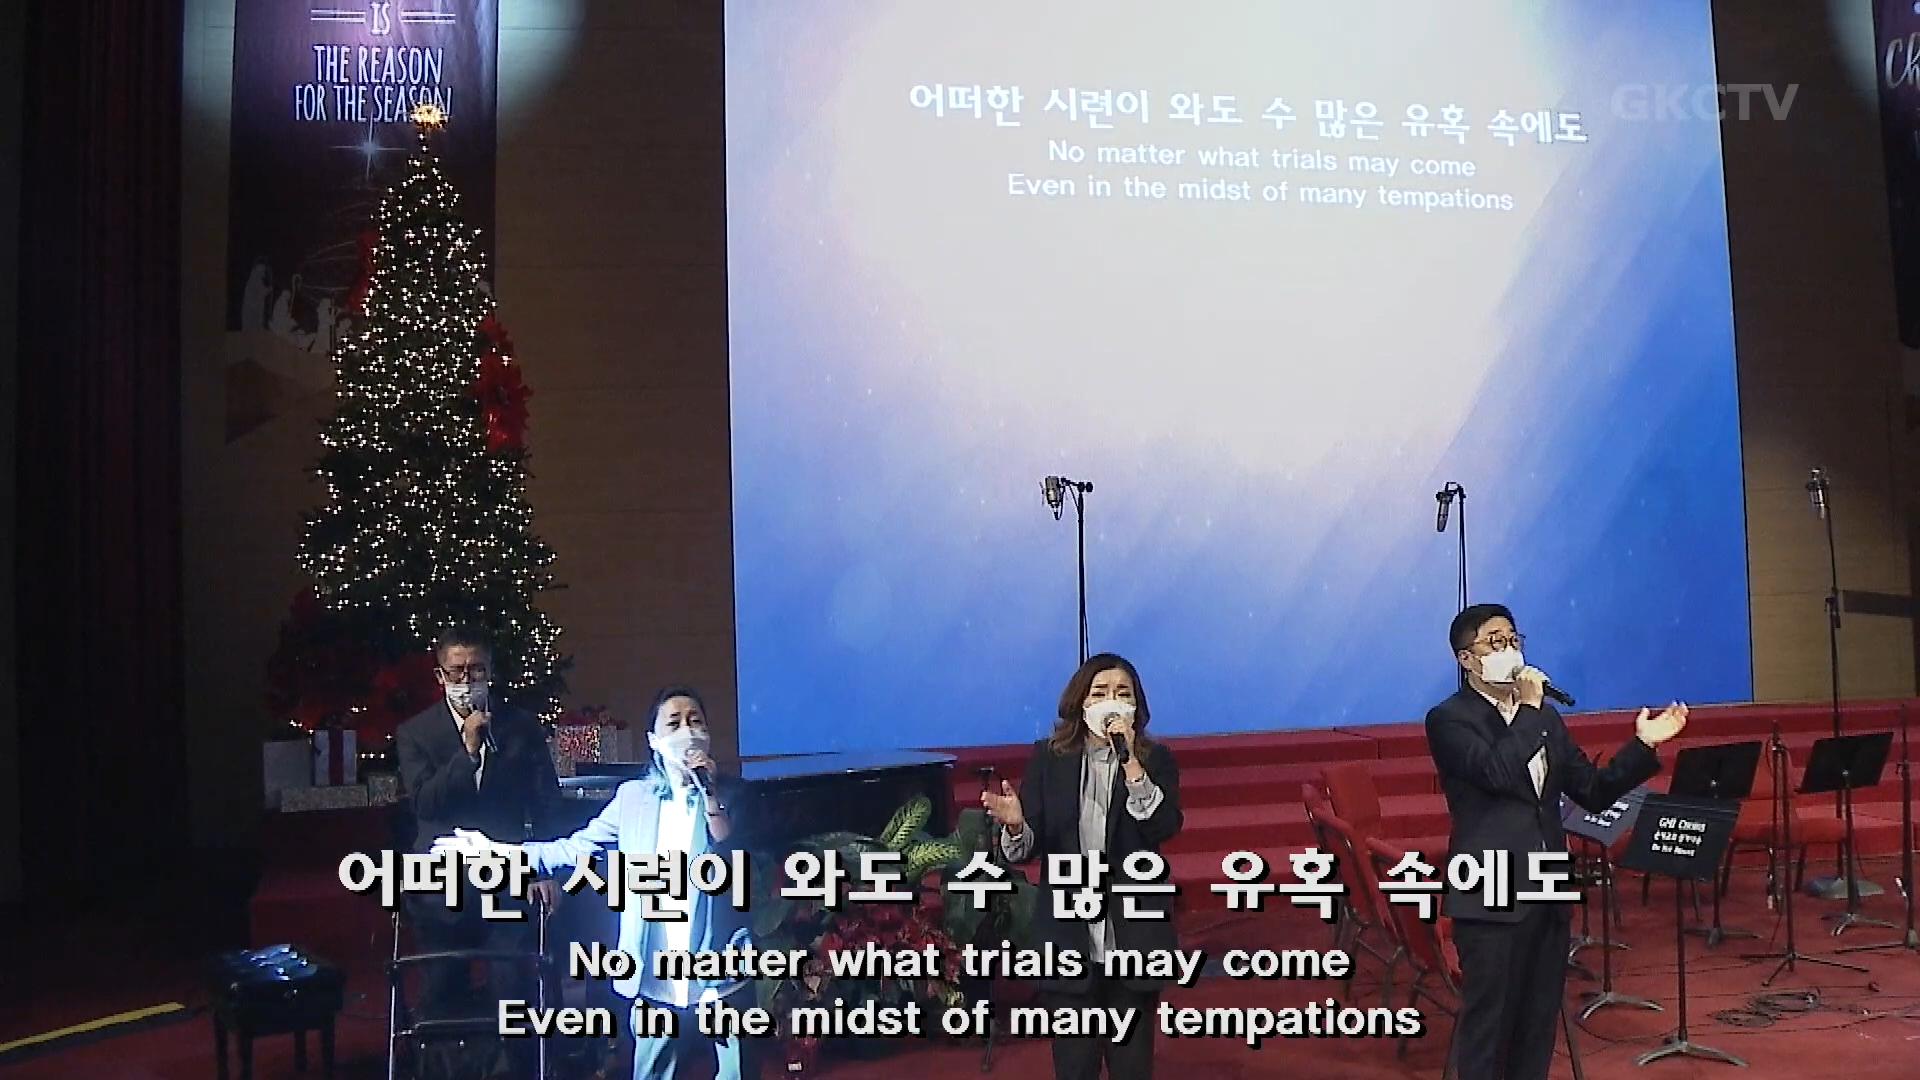 IS
THE REASON
FOR THE SEASON
어떠한 시련이 와도 수 많은 유혹 속에도
No matter what trials may come
Even in the midst of many tempations
GKCTV
어떠한 시련이 와도 수 많은 유혹 속에도
No matter what trials may come
Even in the midst of many tempations